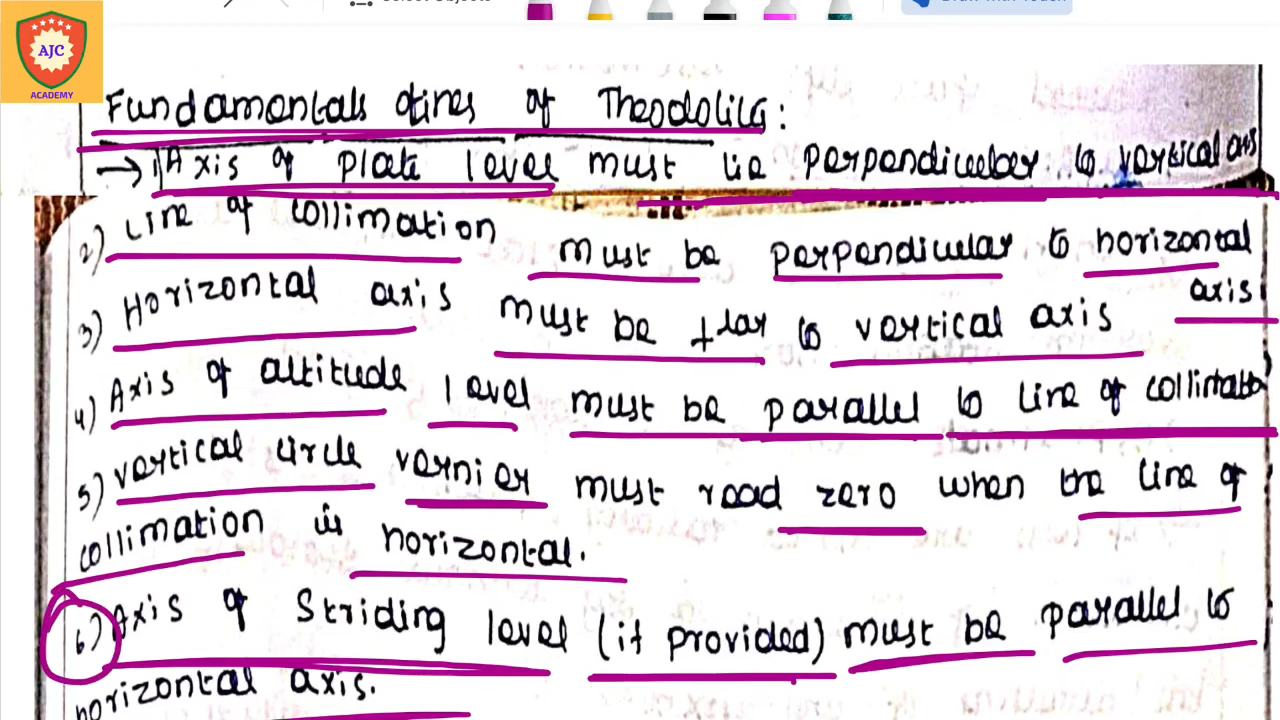 AJC
ACADEMY
Fundamentals Lines of Theodolite:
→ 1) Axis of plate level must lie perpendicular to vertical axis
2) Line of collimation must be perpendicular to horizontal axis
3) Horizontal axis must be ⊥lar to vertical axis
4) Axis of altitude level must be parallel to line of collimation
5) vertical circle vernier must read zero when the line of
collimation is horizontal.
6) Axis of Striding level (if provided) must be parallel to
horizontal axis.